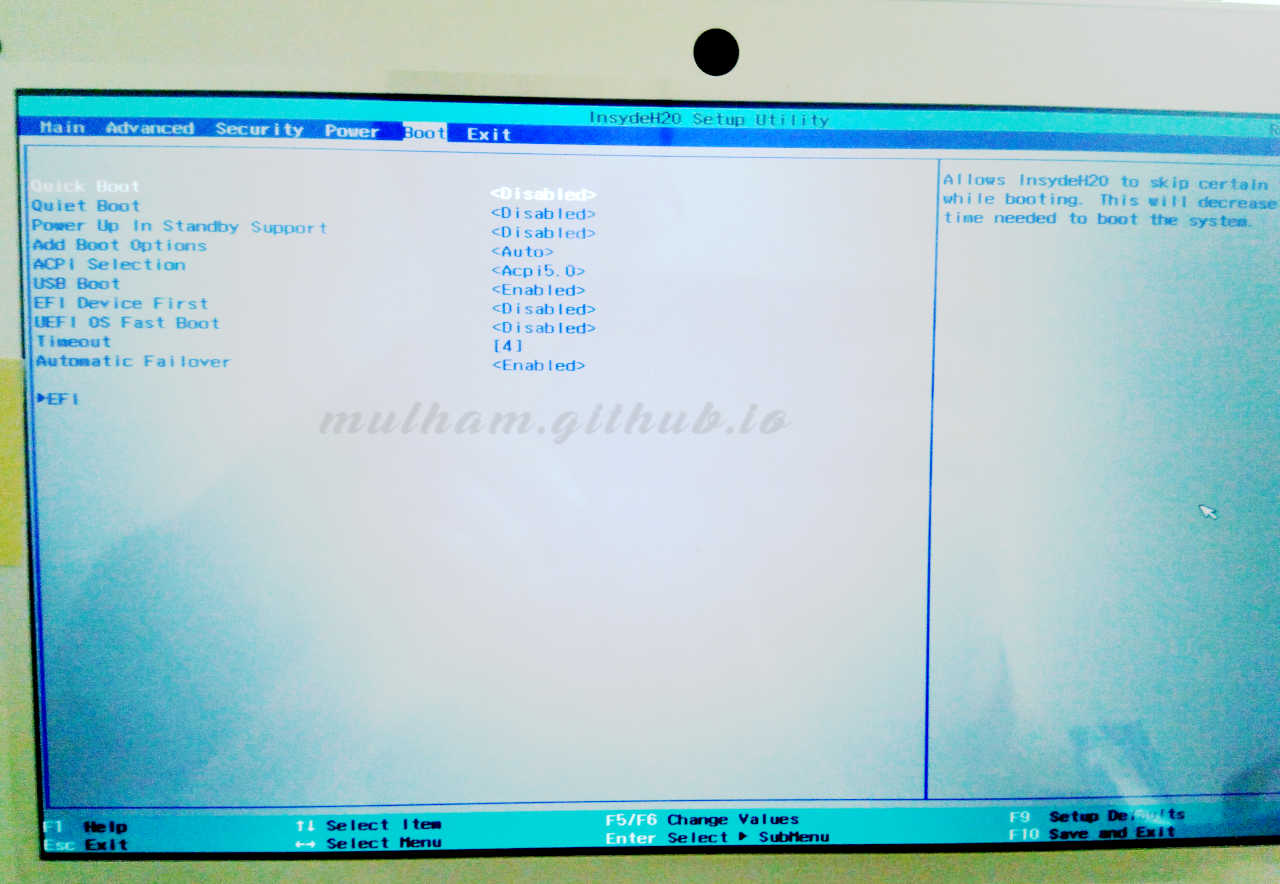 InsydeH20 Setup Utility
Main Advanced Security Power Boot Exit
Quick Boot <Disabled>
Quiet Boot <Disabled>
Power Up In Standby Support <Disabled>
Add Boot Options <Auto>
ACPI Selection <Acpi5.0>
USB Boot <Enabled>
EFI Device First <Disabled>
UEFI OS Fast Boot <Disabled>
Timeout [4]
Automatic Failover <Enabled>
▶EFI
Allows InsydeH20 to skip certain
while booting. This will decrease
time needed to boot the system.
mulham.github.io
F1 Help ↑↓ Select Item F5/F6 Change Values F9 Setup Defaults
Esc Exit ←→ Select Menu Enter Select ▶ SubMenu F10 Save and Exit